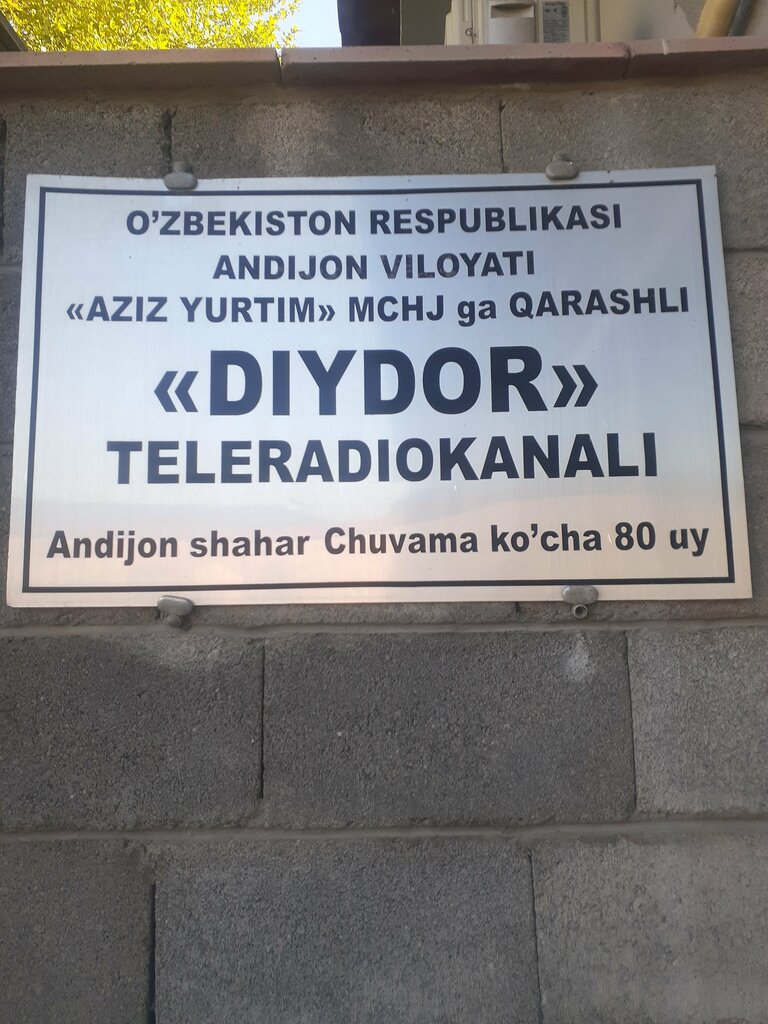 O’ZBEKISTON RESPUBLIKASI
ANDIJON VILOYATI
«AZIZ YURTIM» MCHJ ga QARASHLI
«DIYDOR»
TELERADIOKANALI
Andijon shahar Chuvama ko’cha 80 uy